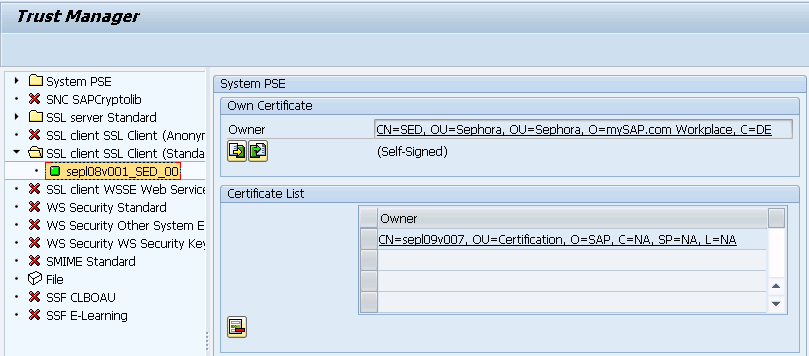 Trust Manager
System PSE
SNC SAPCryptolib
SSL server Standard
SSL client SSL Client (Anonyr
SSL client SSL Client (Standa
sepl08v001_SED_00
SSL client WSSE Web Service
WS Security Standard
WS Security Other System E
WS Security WS Security Key
SMIME Standard
File
SSF CLBOAU
SSF E-Learning
System PSE
Own Certificate
Owner CN=SED, OU=Sephora, OU=Sephora, O=mySAP.com Workplace, C=DE
(Self-Signed)
Certificate List
Owner
CN=sepl09v007, OU=Certification, O=SAP, C=NA, SP=NA, L=NA